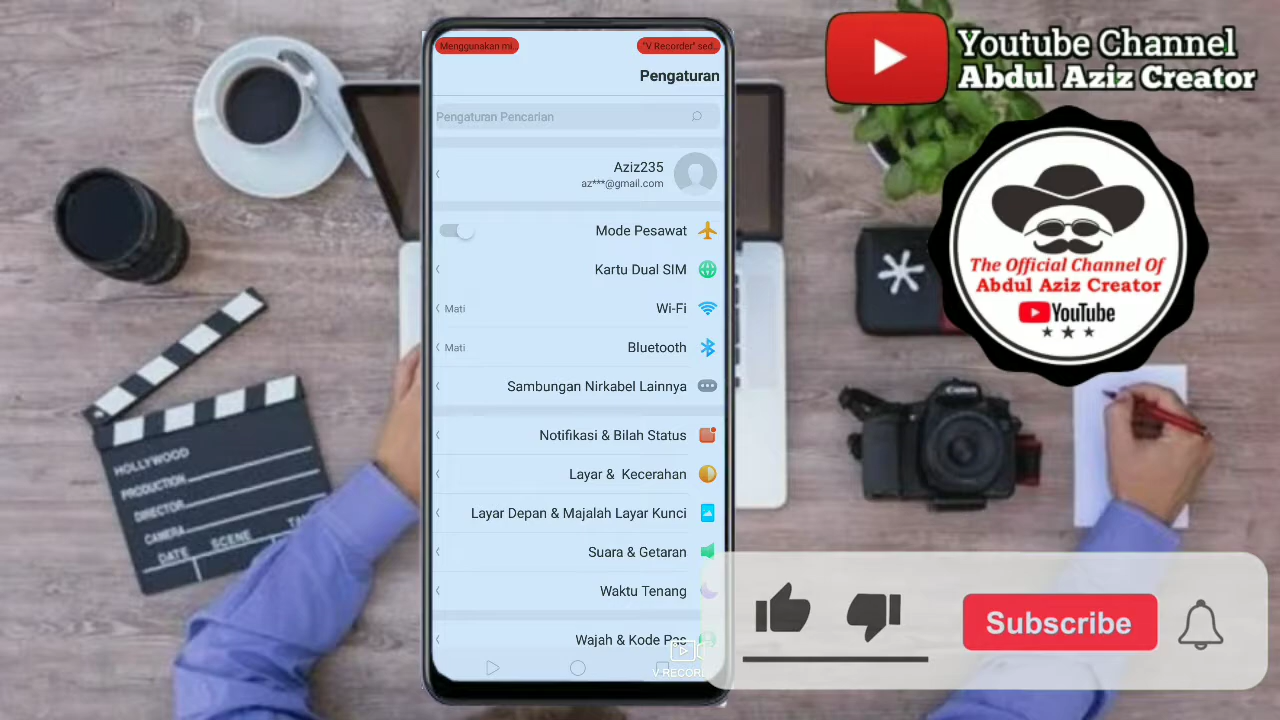 Menggunakan mi..
"V Recorder" sed..
Pengaturan
Pengaturan Pencarian
Aziz235
az***@gmail.com
Mode Pesawat
Kartu Dual SIM
Wi-Fi
Mati
Bluetooth
Mati
Sambungan Nirkabel Lainnya
Notifikasi & Bilah Status
Layar & Kecerahan
Layar Depan & Majalah Layar Kunci
Suara & Getaran
Waktu Tenang
Wajah & Kode Pas
Youtube Channel
Abdul Aziz Creator
The Official Channel Of
Abdul Aziz Creator
YouTube
Subscribe
HOLLYWOOD
PRODUCTION
DIRECTOR
CAMERA
DATE SCENE
Canon